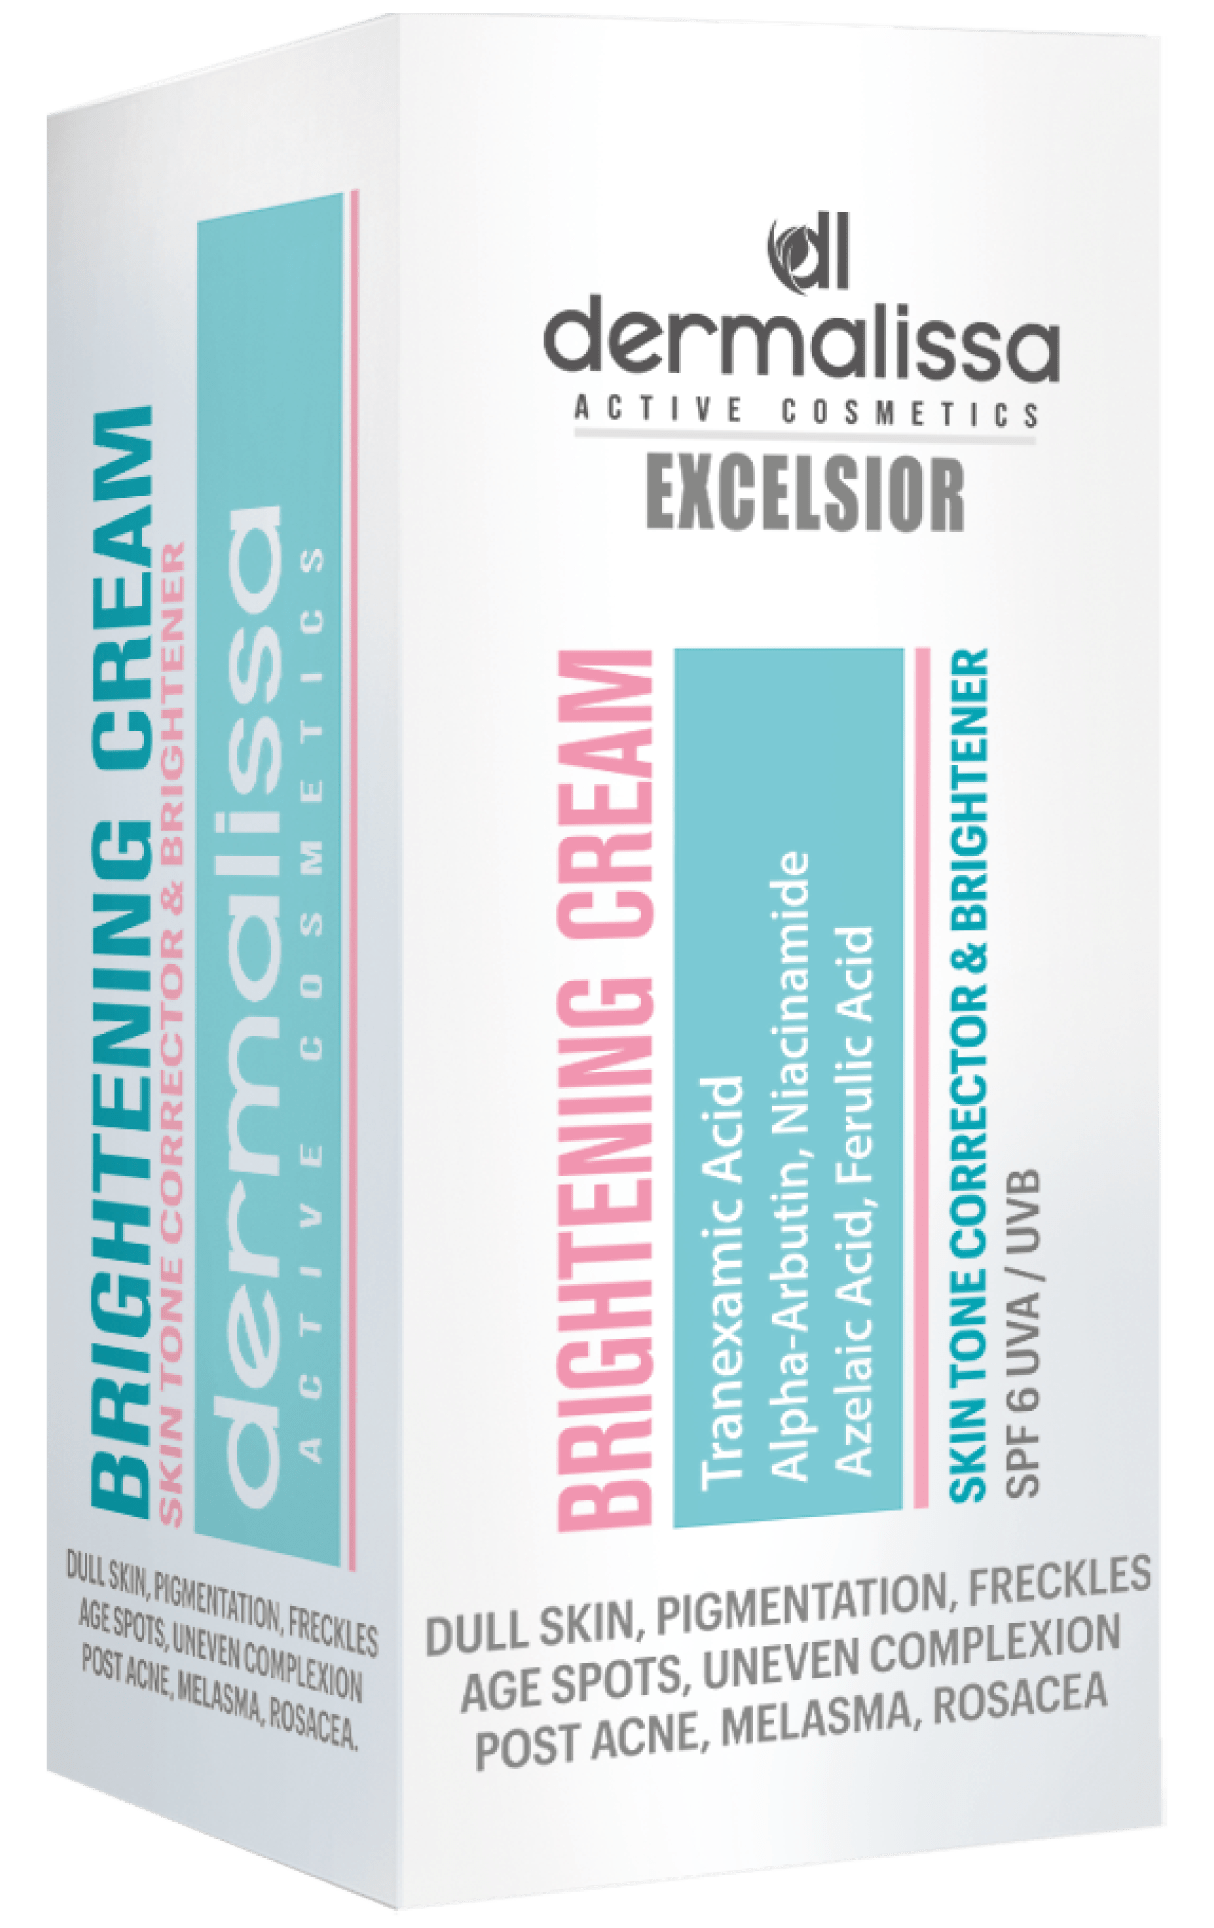 BRIGHTENING CREAM
SKIN TONE CORRECTOR & BRIGHTENER
dermalissa
ACTIVE COSMETICS
DULL SKIN, PIGMENTATION, FRECKLES
AGE SPOTS, UNEVEN COMPLEXION
POST ACNE, MELASMA, ROSACEA.
dl
dermalissa
ACTIVE COSMETICS
EXCELSIOR
BRIGHTENING CREAM
Tranexamic Acid
Alpha-Arbutin, Niacinamide
Azelaic Acid, Ferulic Acid
SKIN TONE CORRECTOR & BRIGHTENER
SPF 6 UVA / UVB
DULL SKIN, PIGMENTATION, FRECKLES
AGE SPOTS, UNEVEN COMPLEXION
POST ACNE, MELASMA, ROSACEA